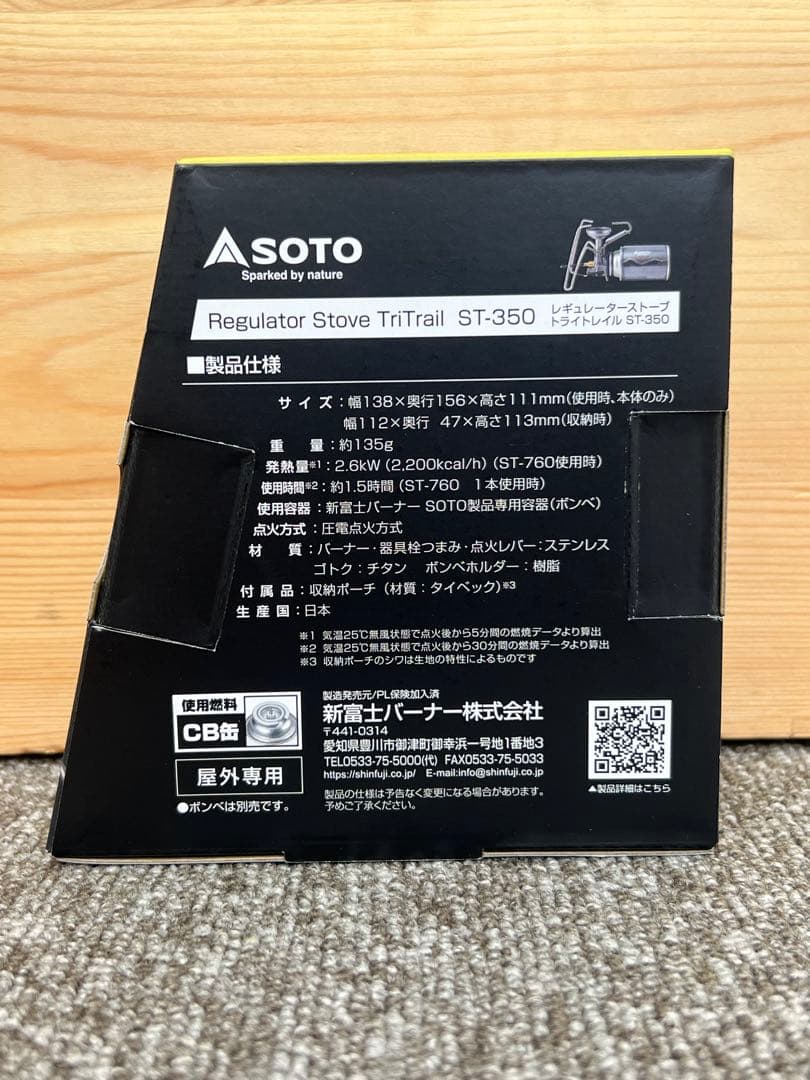 SOTO
Sparked by nature
Regulator Stove TriTrail ST-350 レギュレーターストーブ
トライトレイル ST-350
■製品仕様
サイズ：幅138×奥行156×高さ111mm(使用時、本体のみ)
幅112×奥行 47×高さ113mm(収納時)
重量：約135g
発熱量※1：2.6kW (2,200kcal/h) (ST-760使用時)
使用時間※2：約1.5時間 (ST-760 1本使用時)
使用容器：新富士バーナー SOTO製品専用容器(ボンベ)
点火方式：圧電点火方式
材質：バーナー・器具栓つまみ・点火レバー：ステンレス
ゴトク：チタン ボンベホルダー：樹脂
付属品：収納ポーチ (材質：タイベック)※3
生産国：日本
※1 気温25℃無風状態で点火後から5分間の燃焼データより算出
※2 気温25℃無風状態で点火後から30分間の燃焼データより算出
※3 収納ポーチのシワは生地の特性によるものです
使用燃料
CB缶
屋外専用
●ボンベは別売です。
製造発売元/PL保険加入済
新富士バーナー株式会社
〒441-0314
愛知県豊川市御津町御幸浜一号地1番地3
TEL0533-75-5000(代) FAX0533-75-5033
https://shinfuji.co.jp/ E-mail:info@shinfuji.co.jp
製品の仕様は予告なく変更になる場合があります。
予めご了承ください。
▲製品詳細はこちら